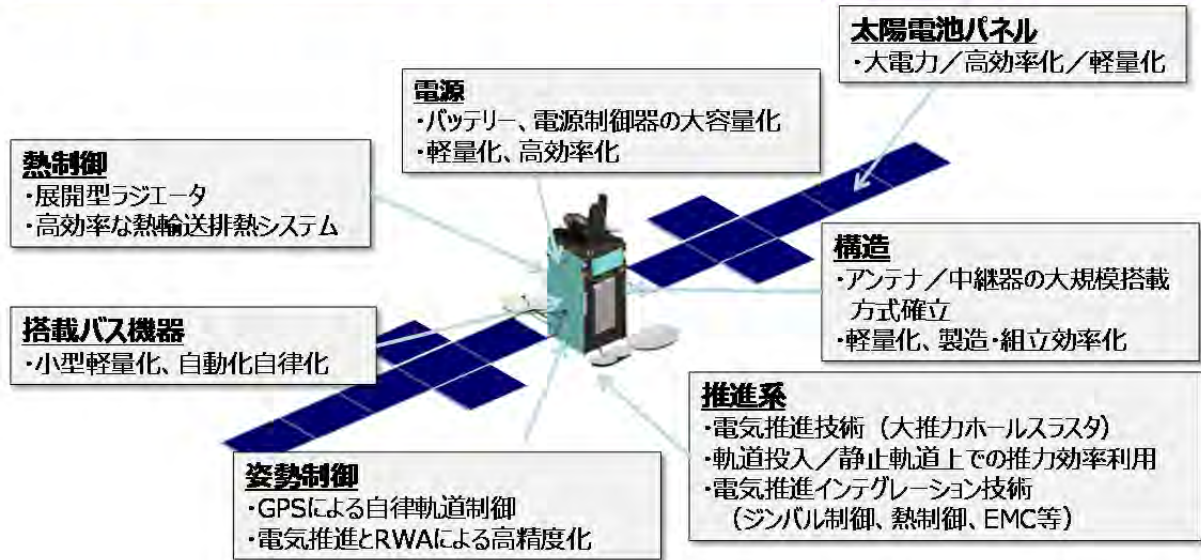 太陽電池パネル
・大電力／高効率化／軽量化
電源
・バッテリー、電源制御器の大容量化
・軽量化、高効率化
熱制御
・展開型ラジエータ
・高効率な熱輸送排熱システム
構造
・アンテナ／中継器の大規模搭載
方式確立
・軽量化、製造・組立効率化
搭載バス機器
・小型軽量化、自動化自律化
推進系
・電気推進技術（大推力ホールスラスタ）
・軌道投入／静止軌道上での推力効率利用
・電気推進インテグレーション技術
（ジンバル制御、熱制御、EMC等）
姿勢制御
・GPSによる自律軌道制御
・電気推進とRWAによる高精度化